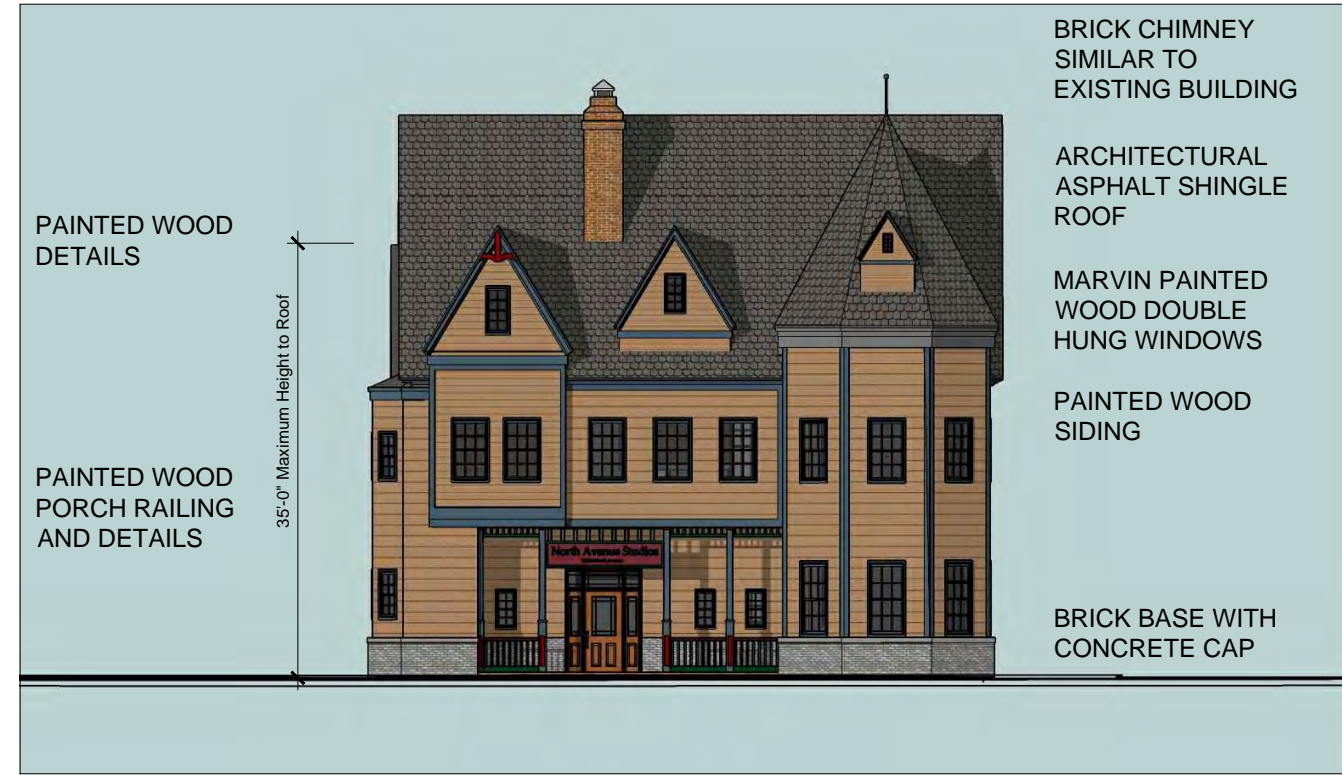 PAINTED WOOD
DETAILS
PAINTED WOOD
PORCH RAILING
AND DETAILS
35'-0" Maximum Height to Roof
North Avenue Studios
BRICK CHIMNEY
SIMILAR TO
EXISTING BUILDING
ARCHITECTURAL
ASPHALT SHINGLE
ROOF
MARVIN PAINTED
WOOD DOUBLE
HUNG WINDOWS
PAINTED WOOD
SIDING
BRICK BASE WITH
CONCRETE CAP